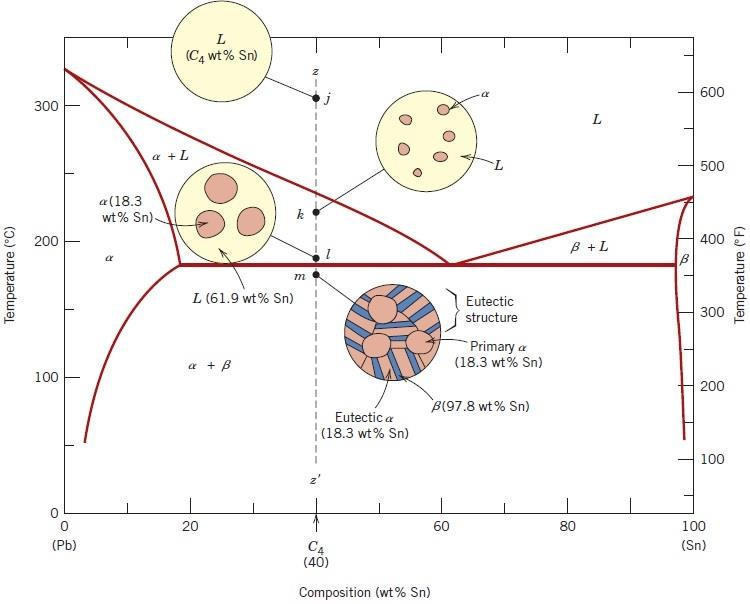 L
(C4 wt% Sn)
z
j
α
L
L
600
300
α + L
500
α(18.3
wt% Sn)
k
400
200
α
l
β + L
β
m
L (61.9 wt% Sn)
Eutectic
structure
300
Primary α
(18.3 wt% Sn)
α + β
100
200
β(97.8 wt% Sn)
Eutectic α
(18.3 wt% Sn)
100
z'
0
0
20
60
80
100
(Pb)
C4
(40)
(Sn)
Composition (wt% Sn)
Temperature (°C)
Temperature (°F)